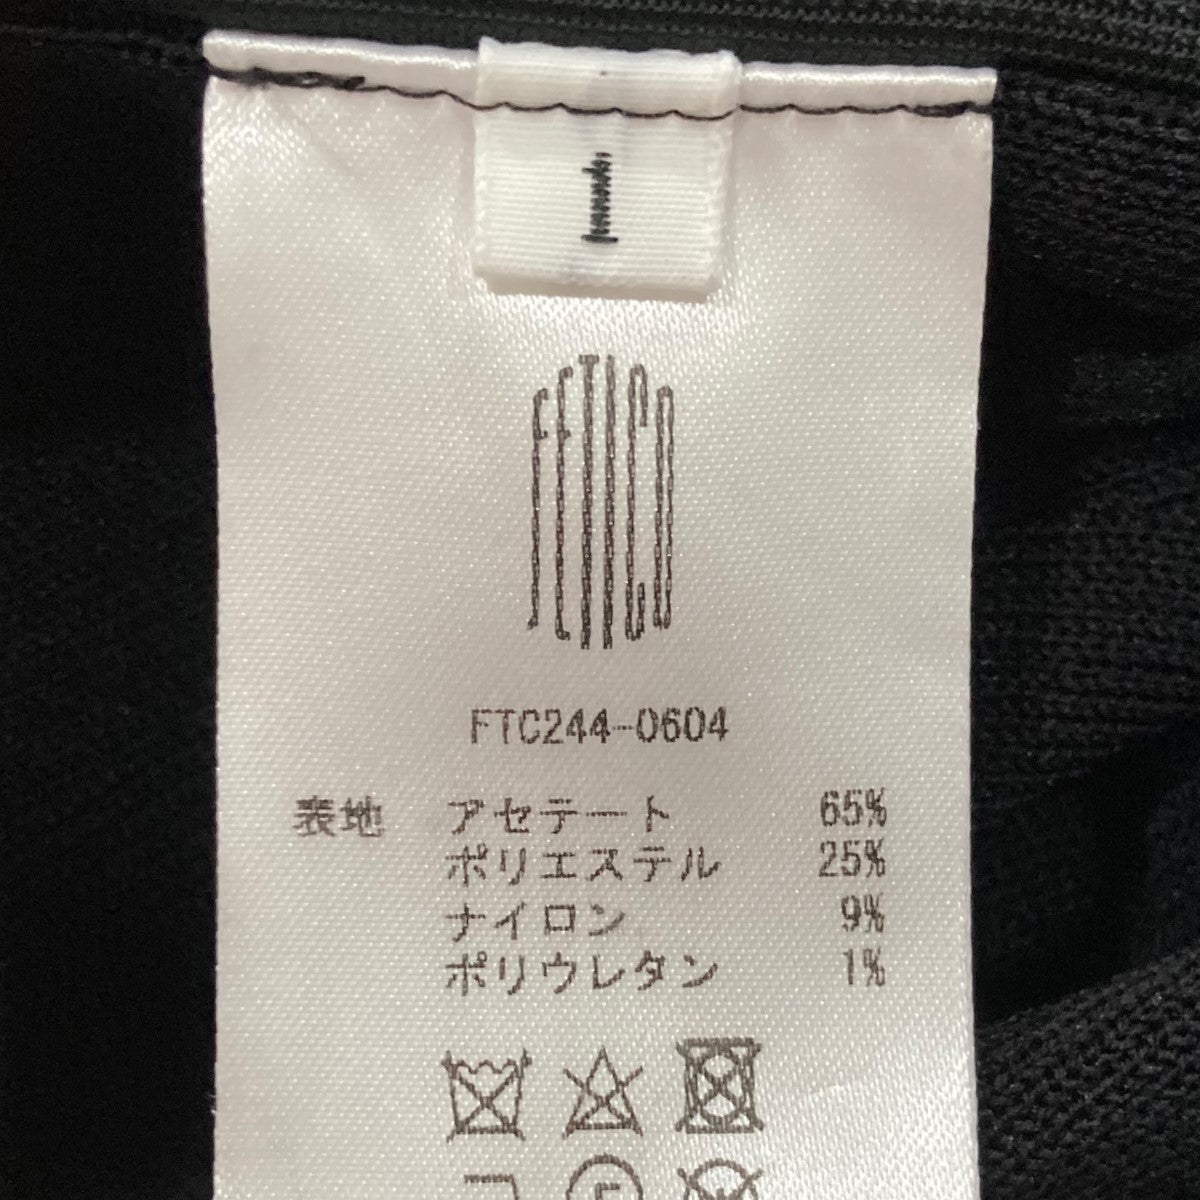 1
FETICO
FTC244-0604
表地 アセテート 65%
ポリエステル 25%
ナイロン 9%
ポリウレタン 1%